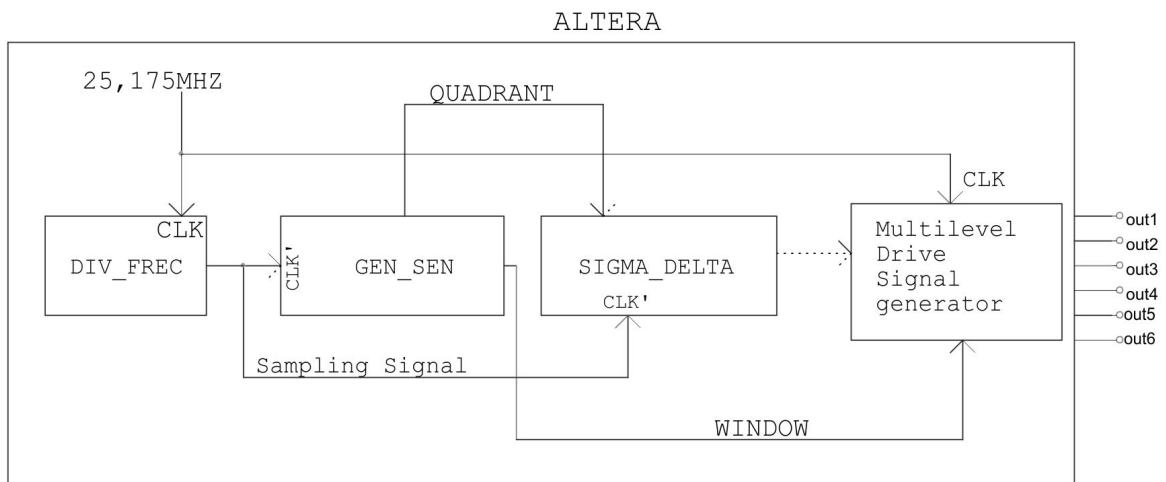 ALTERA
25,175MHZ
QUADRANT
CLK
CLK
DIV_FREC
CLK'
GEN_SEN
SIGMA_DELTA
CLK'
Multilevel
Drive
Signal
generator
out1
out2
out3
out4
out5
out6
Sampling Signal
WINDOW